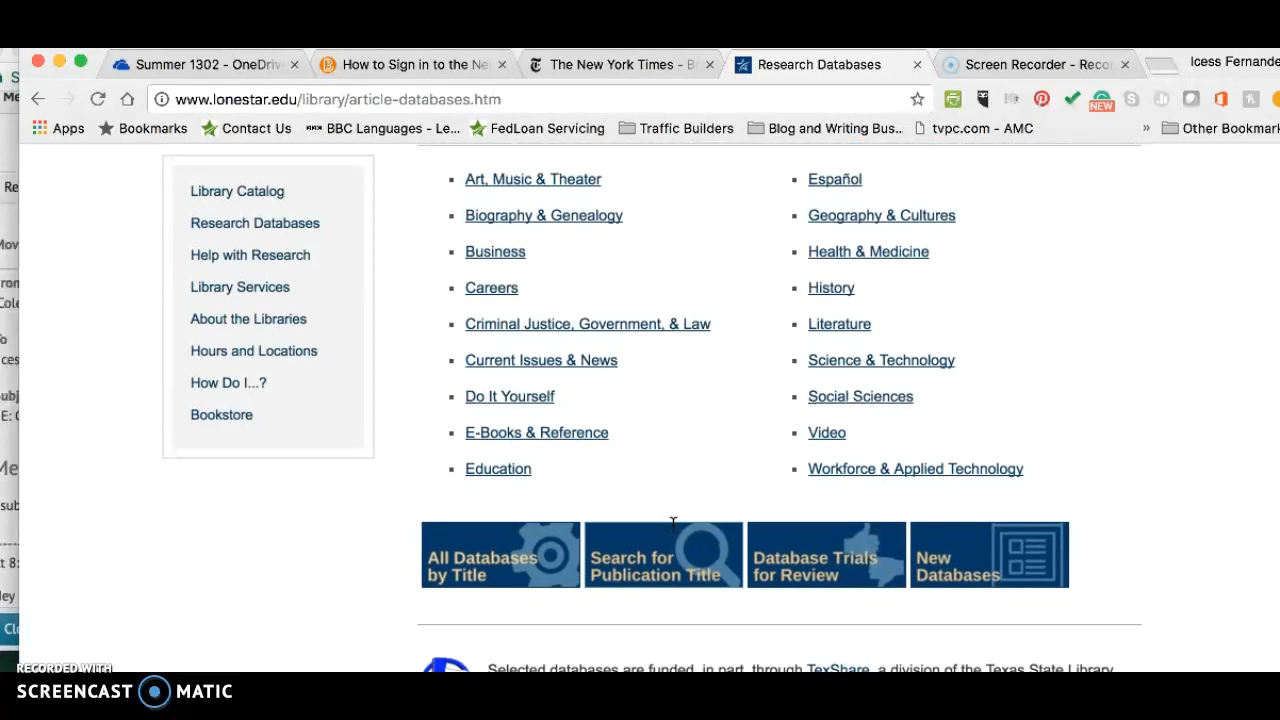 Summer 1302 - OneDriv
How to Sign in to the Ne
The New York Times - B
Research Databases
Screen Recorder - Reco
Icess Fernande
www.lonestar.edu/library/article-databases.htm
NEW
Apps
Bookmarks
Contact Us
BBC Languages - Le...
FedLoan Servicing
Traffic Builders
Blog and Writing Bus...
tvpc.com - AMC
»
Other Bookmar
Library Catalog
Research Databases
Help with Research
Library Services
About the Libraries
Hours and Locations
How Do I...?
Bookstore
Art, Music & Theater
Biography & Genealogy
Business
Careers
Criminal Justice, Government, & Law
Current Issues & News
Do It Yourself
E-Books & Reference
Education
Español
Geography & Cultures
Health & Medicine
History
Literature
Science & Technology
Social Sciences
Video
Workforce & Applied Technology
All Databases
by Title
Search for
Publication Title
Database Trials
for Review
New
Databases
Selected databases are funded, in part, through TexShare, a division of the Texas State Library
RECORDED WITH
SCREENCAST MATIC